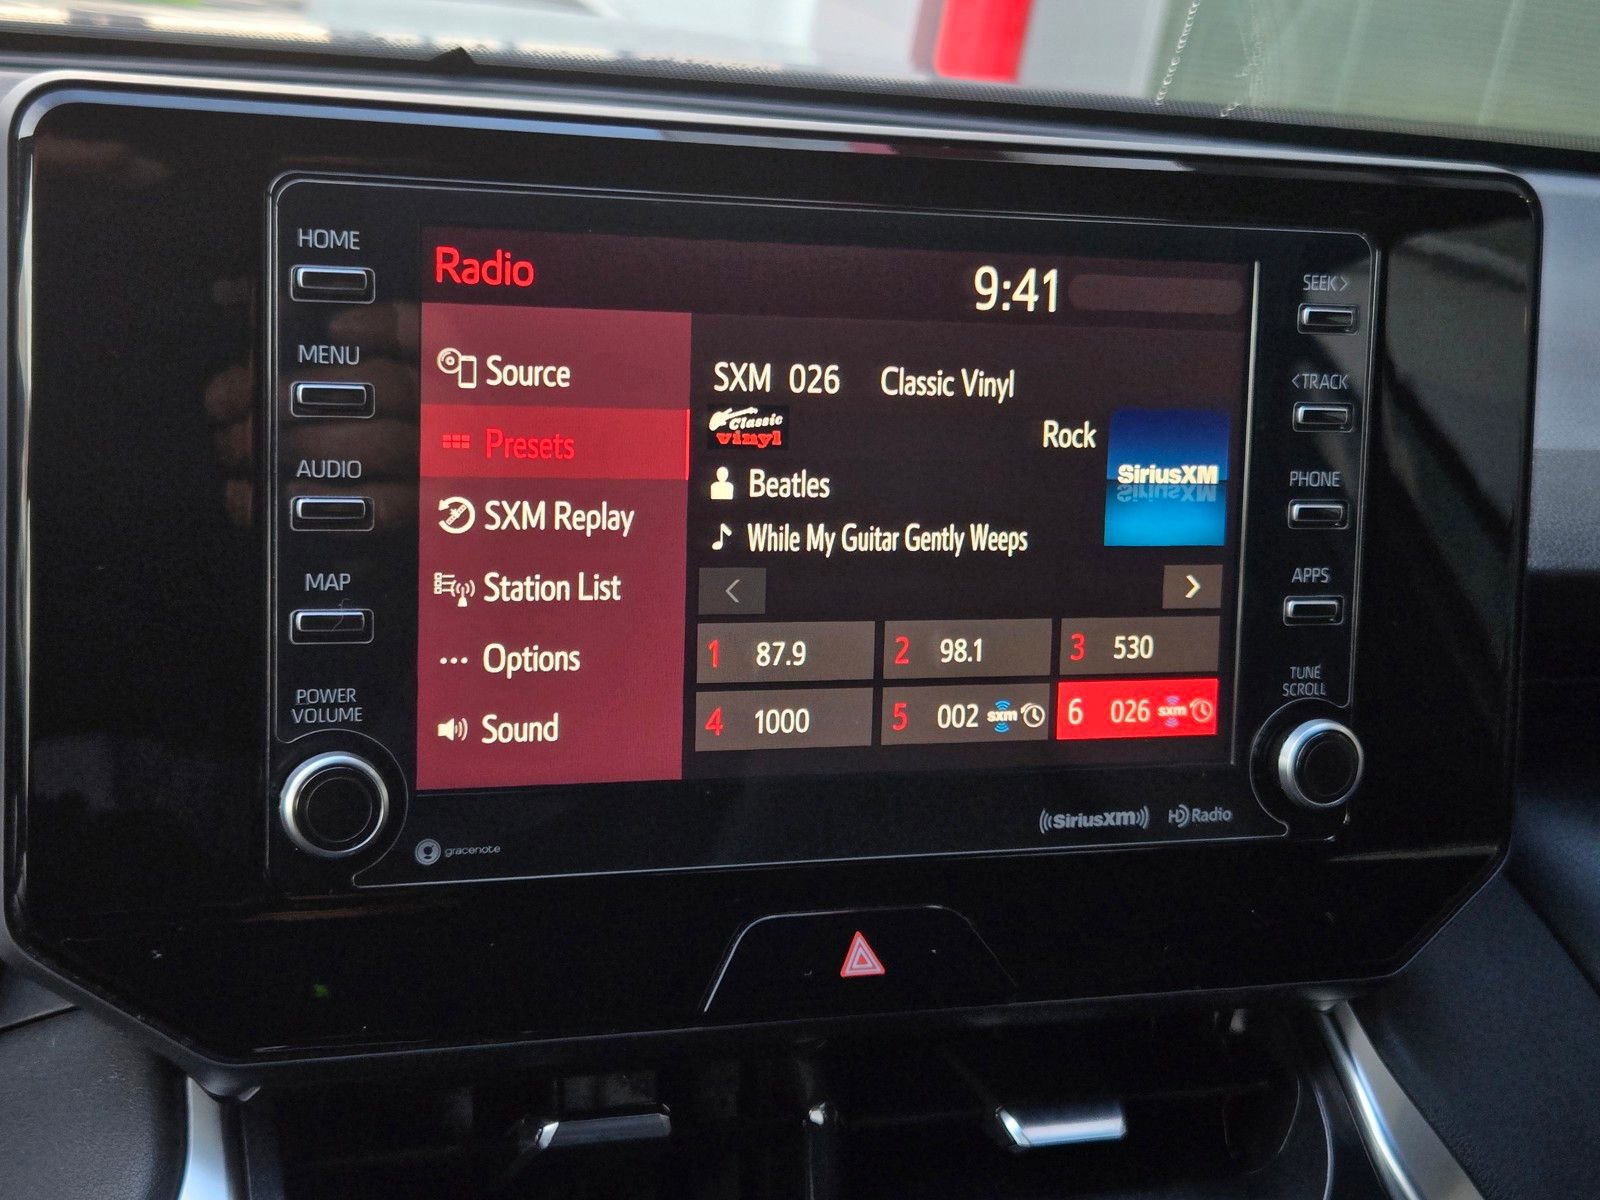 HOME
MENU
AUDIO
MAP
POWER
VOLUME
Radio
9:41
Source
Presets
SXM Replay
Station List
Options
Sound
SXM 026 Classic Vinyl
Classic
vinyl
Rock
SiriusXM
Beatles
While My Guitar Gently Weeps
<
>
1 87.9
2 98.1
3 530
4 1000
5 002 sxm
6 026 sxm
SEEK >
< TRACK
PHONE
APPS
TUNE
SCROLL
gracenote
((SiriusXM))
HD Radio